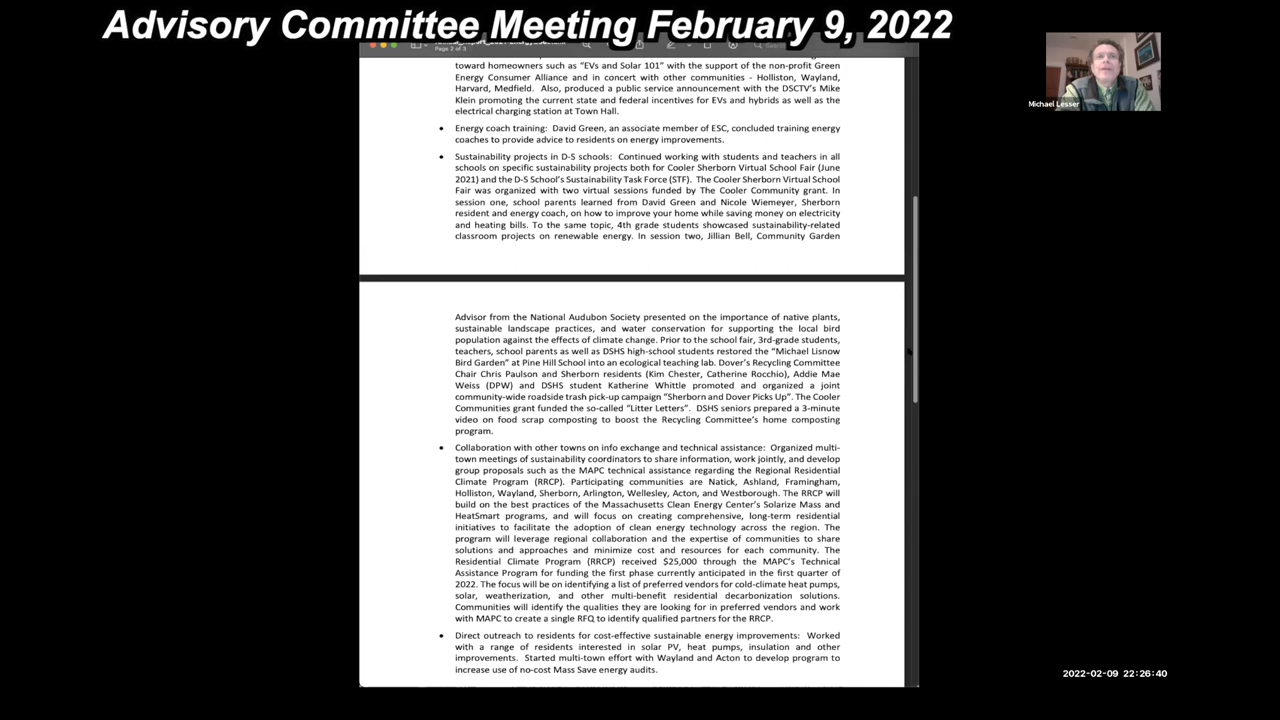 Advisory Committee Meeting February 9, 2022
Page 2 of 3
toward homeowners such as “EVs and Solar 101” with the support of the non-profit Green
Energy Consumer Alliance and in concert with other communities - Holliston, Wayland,
Harvard, Medfield. Also, produced a public service announcement with the DSCTV’s Mike
Klein promoting the current state and federal incentives for EVs and hybrids as well as the
electrical charging station at Town Hall.
• Energy coach training: David Green, an associate member of ESC, concluded training energy
coaches to provide advice to residents on energy improvements.
• Sustainability projects in D-S schools: Continued working with students and teachers in all
schools on specific sustainability projects both for Cooler Sherborn Virtual School Fair (June
2021) and the D-S School’s Sustainability Task Force (STF). The Cooler Sherborn Virtual School
Fair was organized with two virtual sessions funded by The Cooler Community grant. In
session one, school parents learned from David Green and Nicole Wiemeyer, Sherborn
resident and energy coach, on how to improve your home while saving money on electricity
and heating bills. To the same topic, 4th grade students showcased sustainability-related
classroom projects on renewable energy. In session two, Jillian Bell, Community Garden
Advisor from the National Audubon Society presented on the importance of native plants,
sustainable landscape practices, and water conservation for supporting the local bird
population against the effects of climate change. Prior to the school fair, 3rd-grade students,
teachers, school parents as well as DSHS high-school students restored the “Michael Lisnow
Bird Garden” at Pine Hill School into an ecological teaching lab. Dover’s Recycling Committee
Chair Chris Paulson and Sherborn residents (Kim Chester, Catherine Rocchio), Addie Mae
Weiss (DPW) and DSHS student Katherine Whittle promoted and organized a joint
community-wide roadside trash pick-up campaign “Sherborn and Dover Picks Up”. The Cooler
Communities grant funded the so-called “Litter Letters”. DSHS seniors prepared a 3-minute
video on food scrap composting to boost the Recycling Committee’s home composting
program.
• Collaboration with other towns on info exchange and technical assistance: Organized multi-
town meetings of sustainability coordinators to share information, work jointly, and develop
group proposals such as the MAPC technical assistance regarding the Regional Residential
Climate Program (RRCP). Participating communities are Natick, Ashland, Framingham,
Holliston, Wayland, Sherborn, Arlington, Wellesley, Acton, and Westborough. The RRCP will
build on the best practices of the Massachusetts Clean Energy Center’s Solarize Mass and
HeatSmart programs, and will focus on creating comprehensive, long-term residential
initiatives to facilitate the adoption of clean energy technology across the region. The
program will leverage regional collaboration and the expertise of communities to share
solutions and approaches and minimize cost and resources for each community. The
Residential Climate Program (RRCP) received $25,000 through the MAPC’s Technical
Assistance Program for funding the first phase currently anticipated in the first quarter of
2022. The focus will be on identifying a list of preferred vendors for cold-climate heat pumps,
solar, weatherization, and other multi-benefit residential decarbonization solutions.
Communities will identify the qualities they are looking for in preferred vendors and work
with MAPC to create a single RFQ to identify qualified partners for the RRCP.
• Direct outreach to residents for cost-effective sustainable energy improvements: Worked
with a range of residents interested in solar PV, heat pumps, insulation and other
improvements. Started multi-town effort with Wayland and Acton to develop program to
increase use of no-cost Mass Save energy audits.
Michael Lesser
2022-02-09 22:26:40